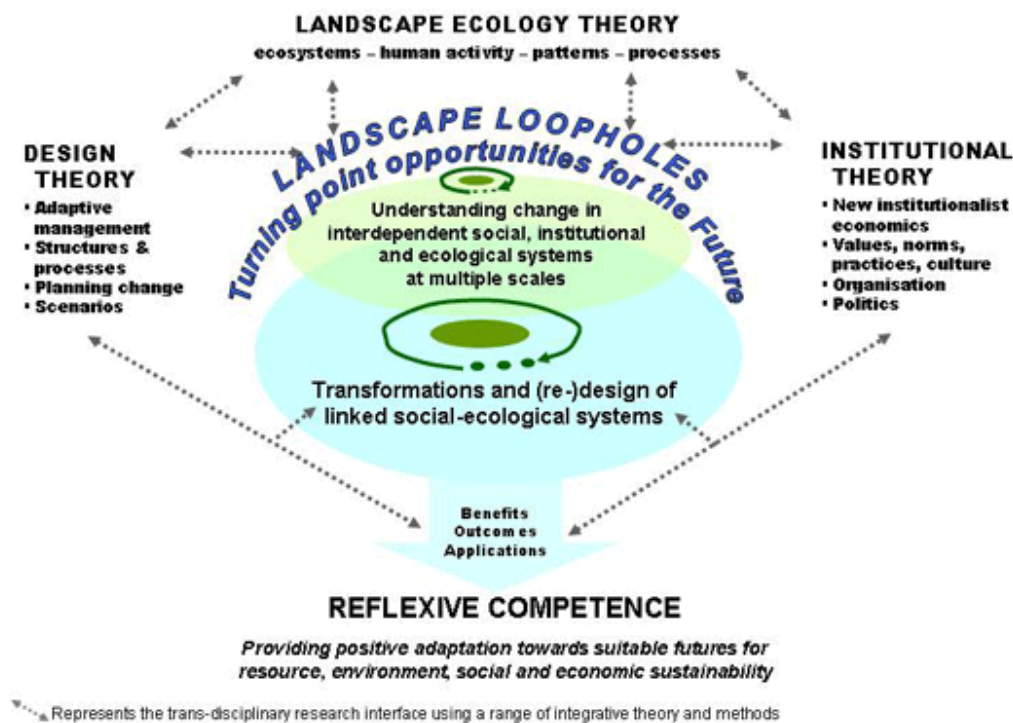 LANDSCAPE ECOLOGY THEORY
ecosystems – human activity – patterns – processes
LANDSCAPE LOOPHOLES
Turning point opportunities for the Future
DESIGN
THEORY
▪ Adaptive
management
▪ Structures &
processes
▪ Planning change
▪ Scenarios
Understanding change in
interdependent social, institutional
and ecological systems
at multiple scales
INSTITUTIONAL
THEORY
▪ New institutionalist
economics
▪ Values, norms,
practices, culture
▪ Organisation
▪ Politics
Transformations and (re-)design of
linked social-ecological systems
Benefits
Outcomes
Applications
REFLEXIVE COMPETENCE
Providing positive adaptation towards suitable futures for
resource, environment, social and economic sustainability
Represents the trans-disciplinary research interface using a range of integrative theory and methods